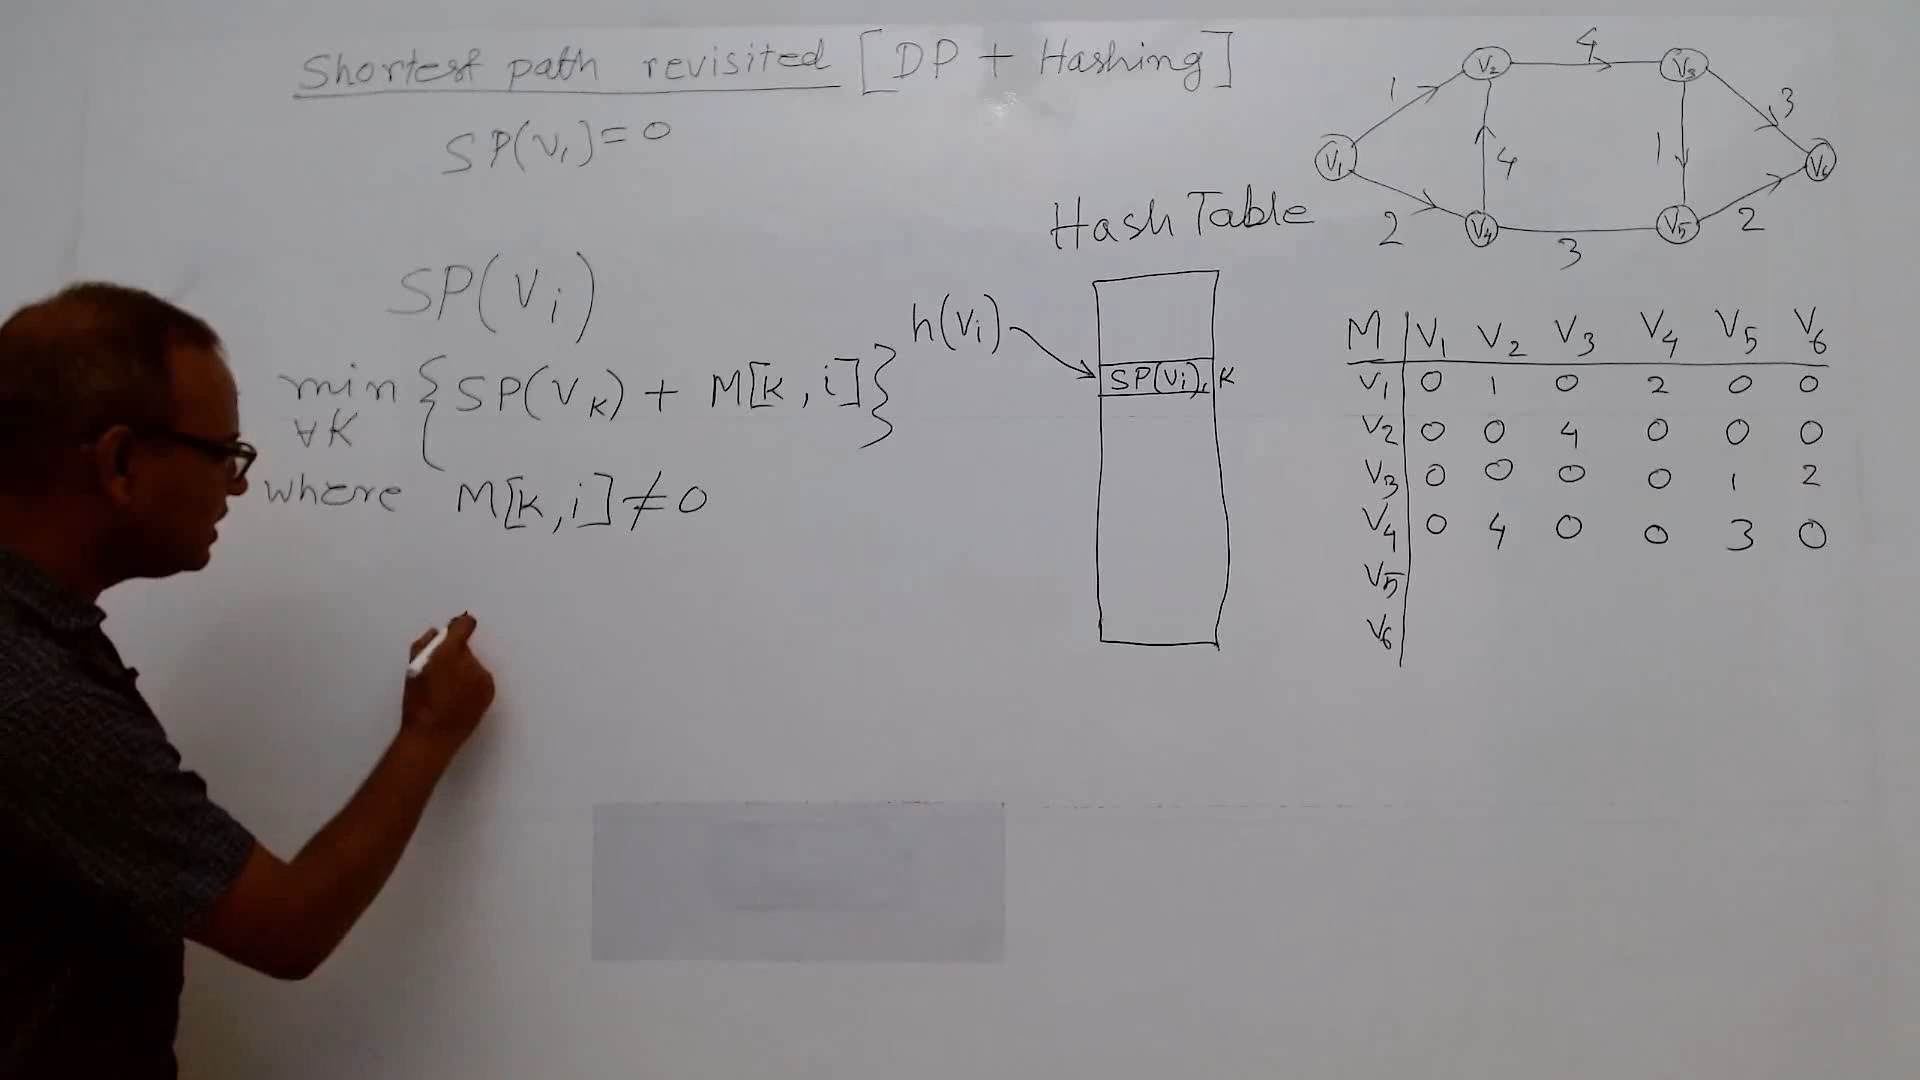 Shortest path revisited [DP + Hashing]
SP(V1) = 0
SP(Vi)
min { SP(VK) + M[K, i] }
∀K
where M[K, i] ≠ 0
Hash Table
h(Vi)
SP(Vi), K
V1
V2
V3
V4
V5
V6
1
4
3
2
4
1
3
2
M V1 V2 V3 V4 V5 V6
V1 0 1 0 2 0 0
V2 0 0 4 0 0 0
V3 0 0 0 0 1 2
V4 0 4 0 0 3 0
V5
V6